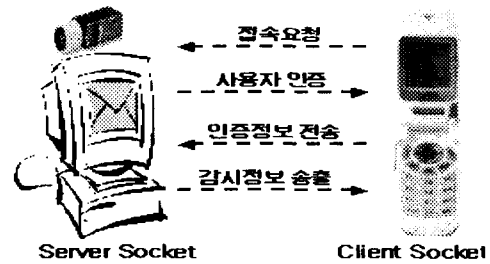 접속요청
사용자 인증
인증정보 전송
감시정보 송출
Server Socket
Client Socket